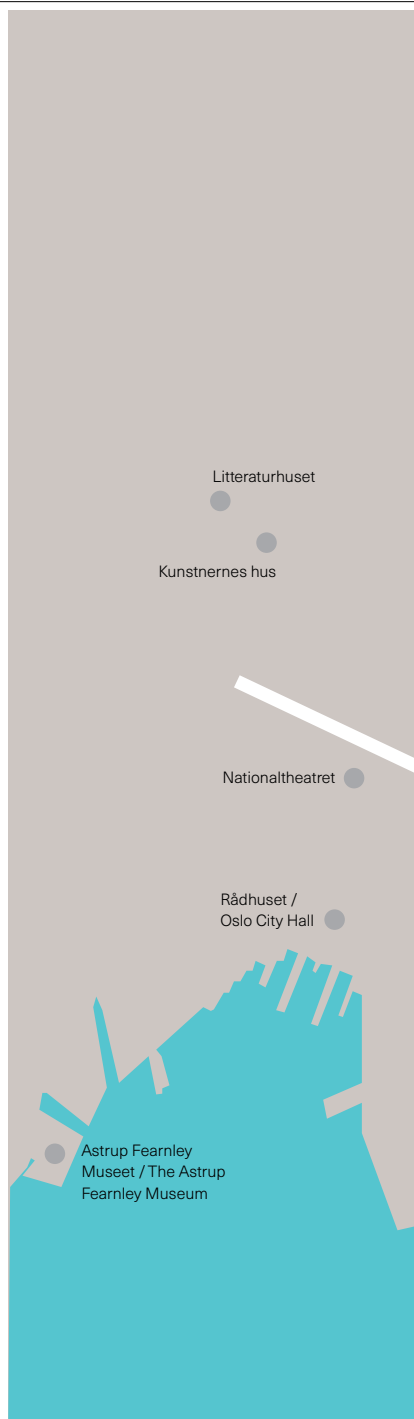 Litteraturhuset
Kunstnernes hus
Nationaltheatret
Rådhuset /
Oslo City Hall
Astrup Fearnley
Museet / The Astrup
Fearnley Museum